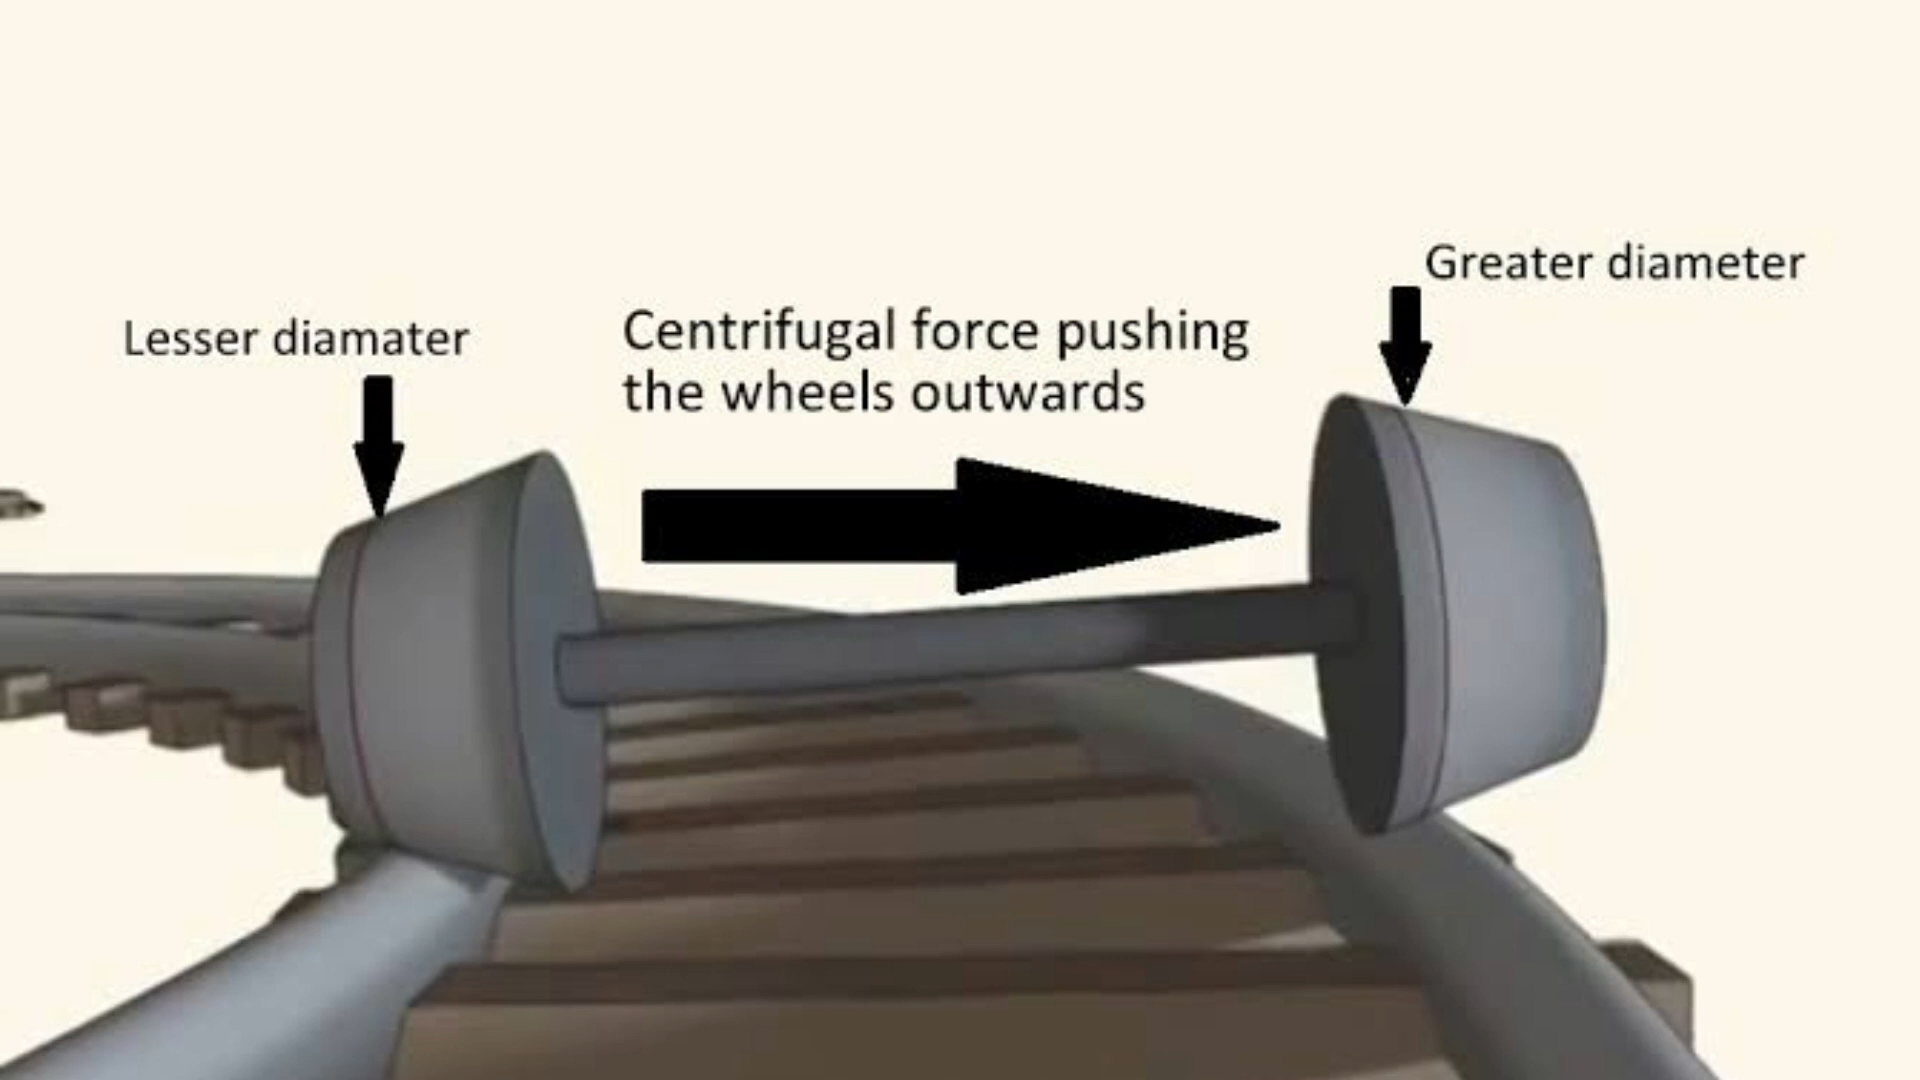 Greater diameter
Lesser diamater
Centrifugal force pushing
the wheels outwards